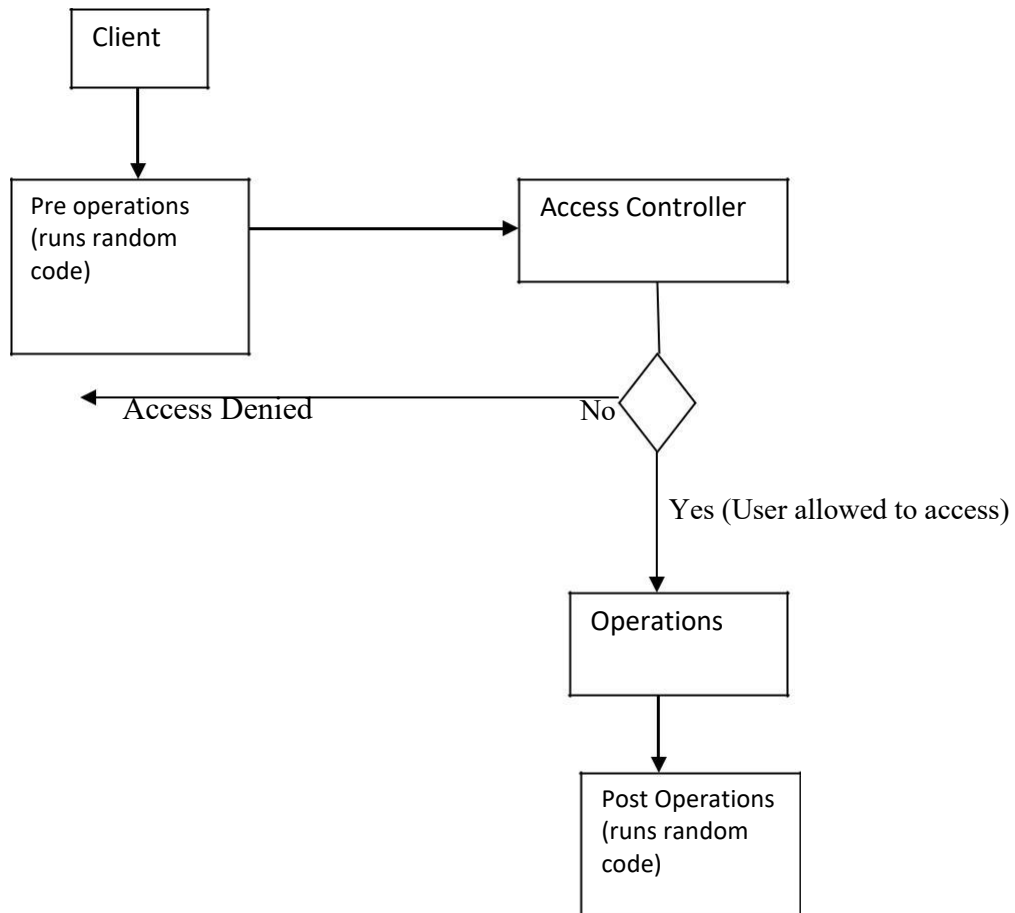 Client
Pre operations
(runs random
code)
Access Controller
Access Denied
No
Yes (User allowed to access)
Operations
Post Operations
(runs random
code)